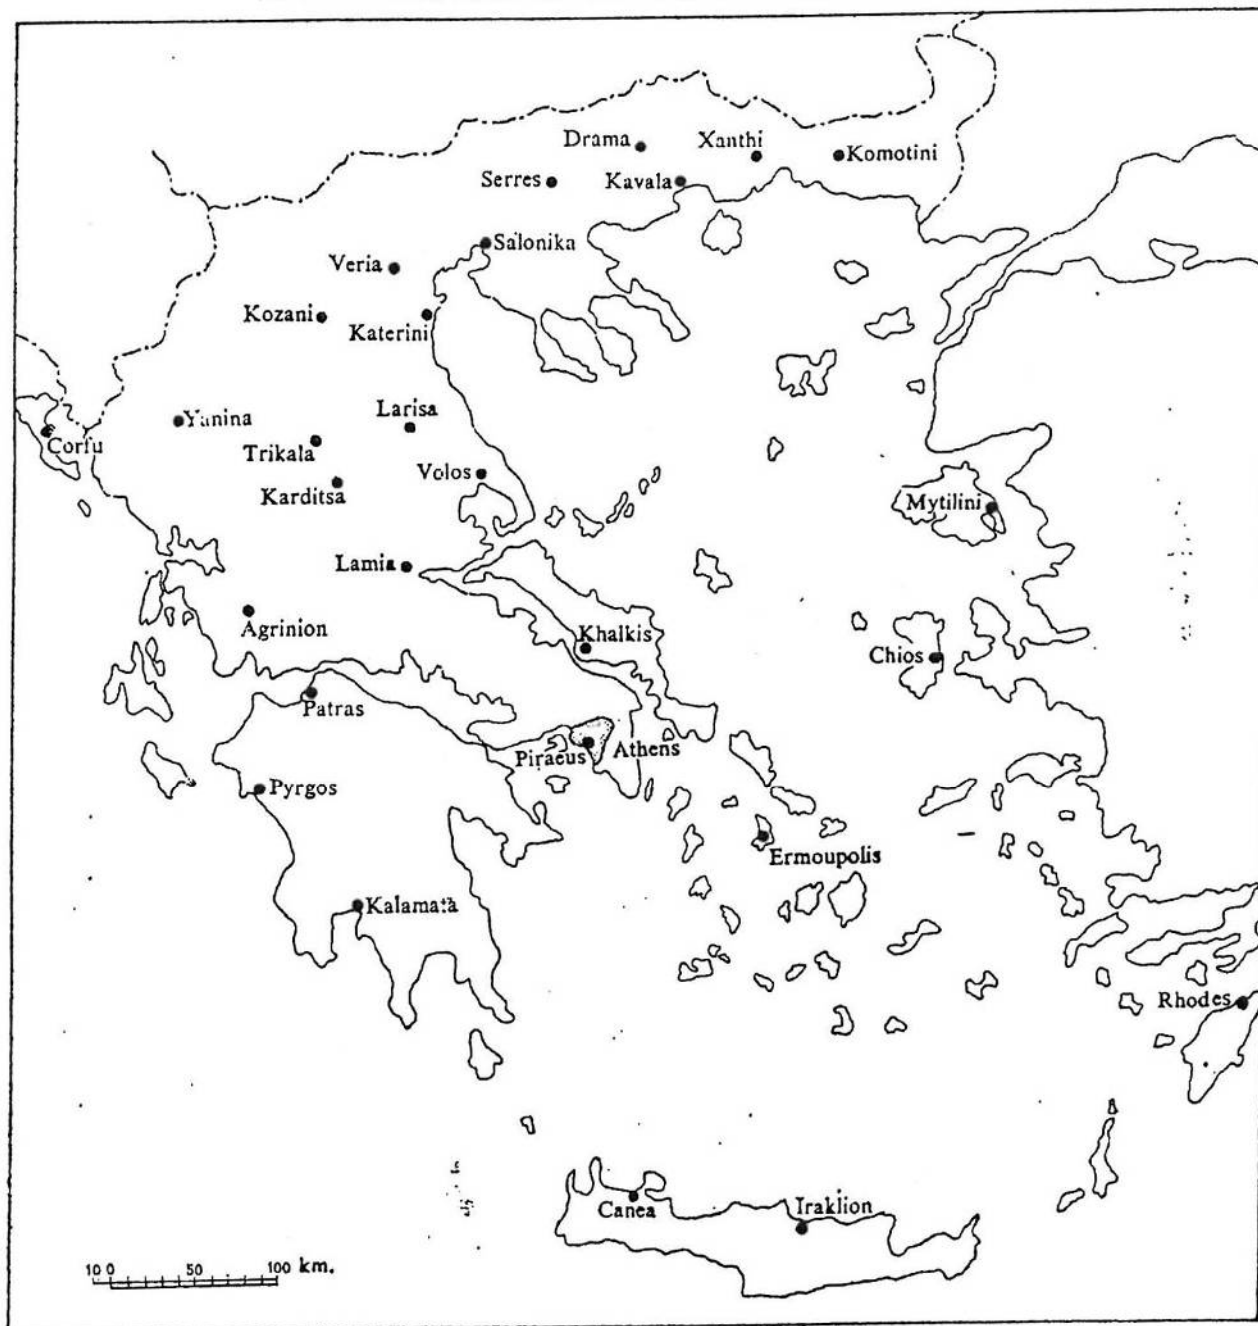 Drama
Xanthi
Komotini
Serres
Kavala
Salonika
Veria
Kozani
Katerini
Larisa
Yanina
Corfu
Trikala
Volos
Karditsa
Mytilini
Lamia
Agrinion
Khalkis
Chios
Patras
Piraeus
Athens
Pyrgos
Ermoupolis
Kalamata
Rhodes
Canea
Iraklion
10 0 50 100 km.